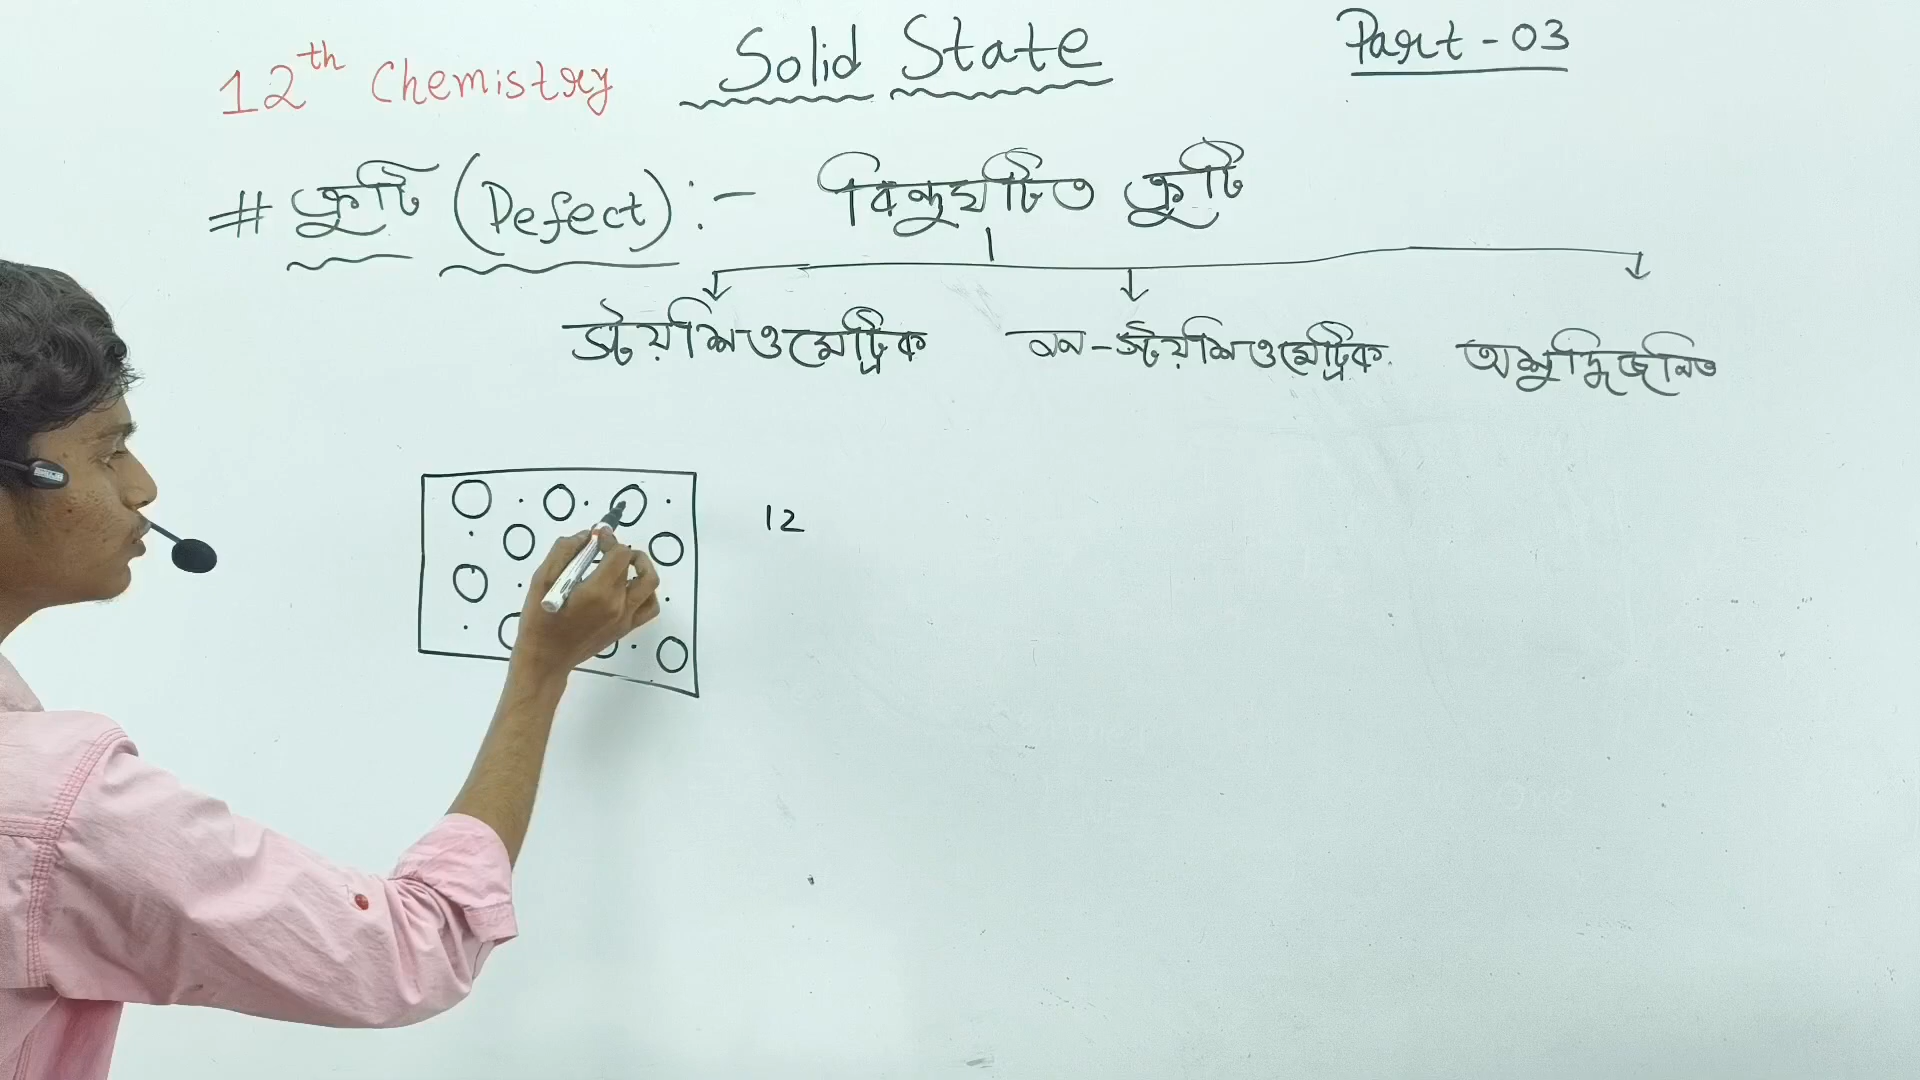 12th Chemistry Solid State Part-03
# ত্রুটি (Defect) :- বিন্দুঘটিত ত্রুটি
স্টয়শিওমেট্রিক নন-স্টয়শিওমেট্রিক অশুদ্ধিজনিত
12